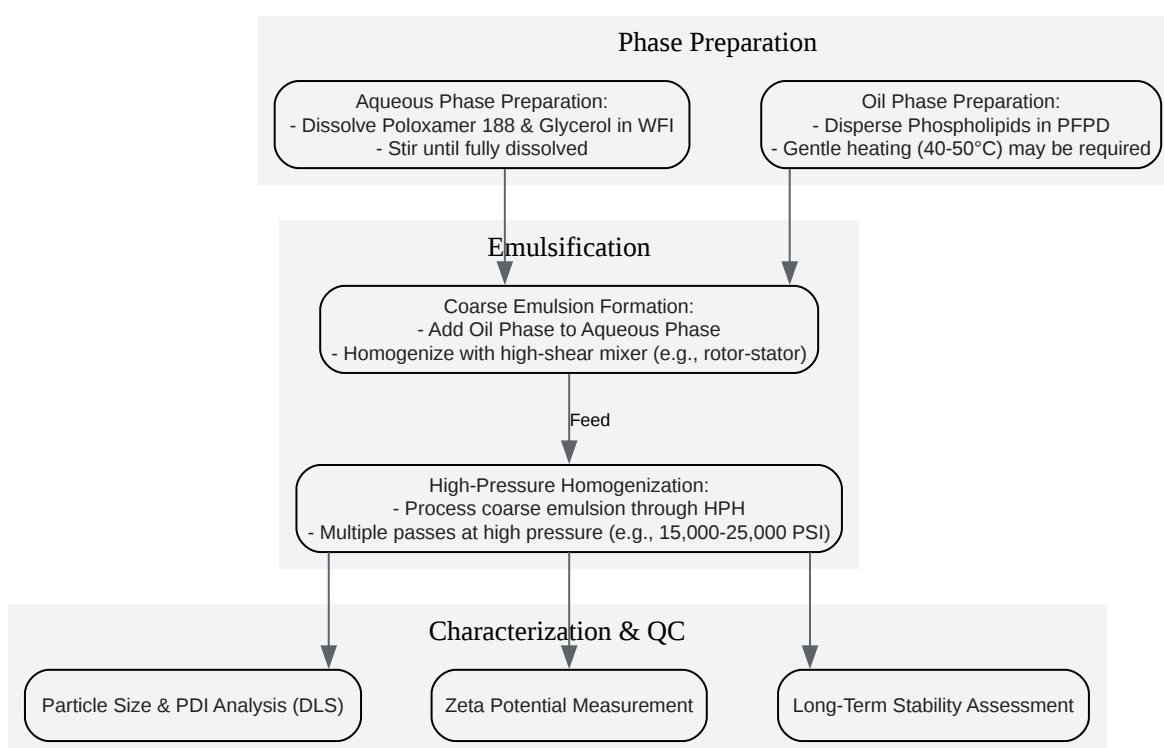 Phase Preparation
Aqueous Phase Preparation:
- Dissolve Poloxamer 188 & Glycerol in WFI
- Stir until fully dissolved
Oil Phase Preparation:
- Disperse Phospholipids in PFPD
- Gentle heating (40-50°C) may be required
Emulsification
Coarse Emulsion Formation:
- Add Oil Phase to Aqueous Phase
- Homogenize with high-shear mixer (e.g., rotor-stator)
Feed
High-Pressure Homogenization:
- Process coarse emulsion through HPH
- Multiple passes at high pressure (e.g., 15,000-25,000 PSI)
Characterization & QC
Particle Size & PDI Analysis (DLS)
Zeta Potential Measurement
Long-Term Stability Assessment